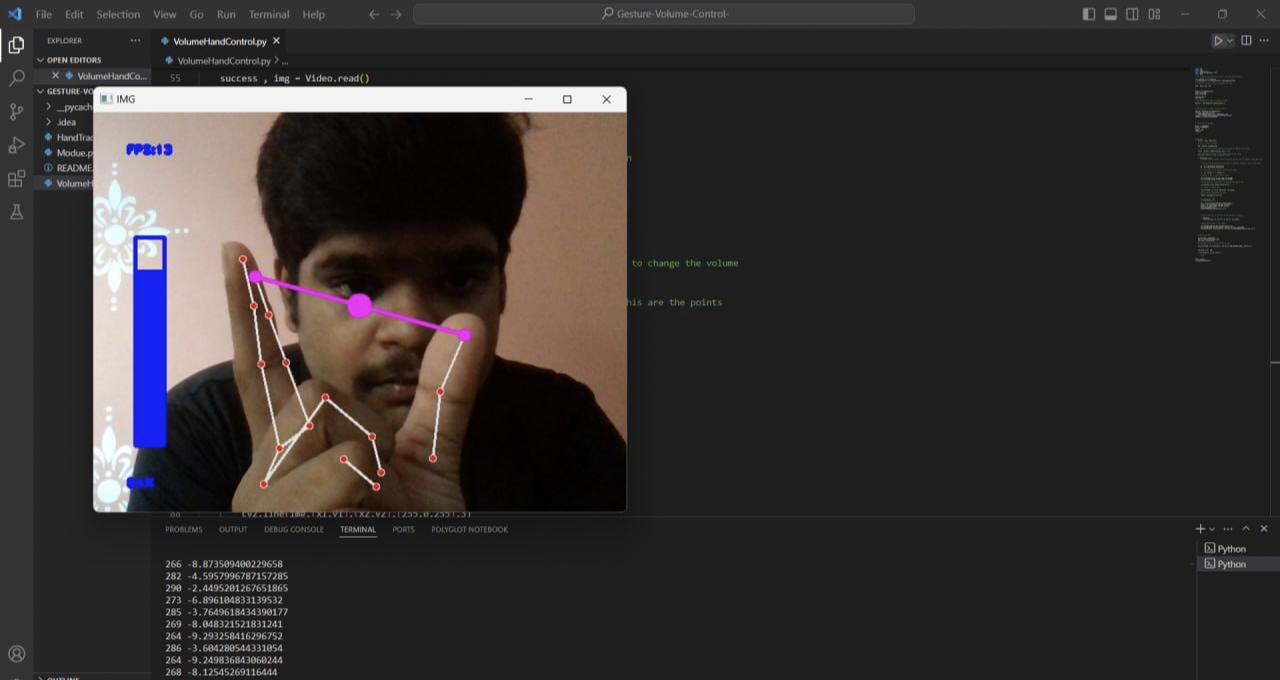 File Edit Selection View Go Run Terminal Help
Gesture-Volume-Control-
EXPLORER
OPEN EDITORS
VolumeHandCo...
GESTURE-VO
__pycach
.idea
HandTrac
Modue.p
README.
VolumeH
OUTLINE
VolumeHandControl.py
VolumeHandControl.py > ...
55 success , img = Video.read()
n
to change the volume
his are the points
88 cv2.line(img,(x1,y1),(x2,y2),(255,0,255),3)
IMG
FPS:13
PROBLEMS OUTPUT DEBUG CONSOLE TERMINAL PORTS POLYGLOT NOTEBOOK
266 -8.873509400229658
282 -4.5957996787157285
290 -2.4495201267651865
273 -6.896104833139532
285 -3.7649618434390177
269 -8.048321521831241
264 -9.293258416296752
286 -3.604280544331054
264 -9.249836843060244
268 -8.12545269116444
Python
Python